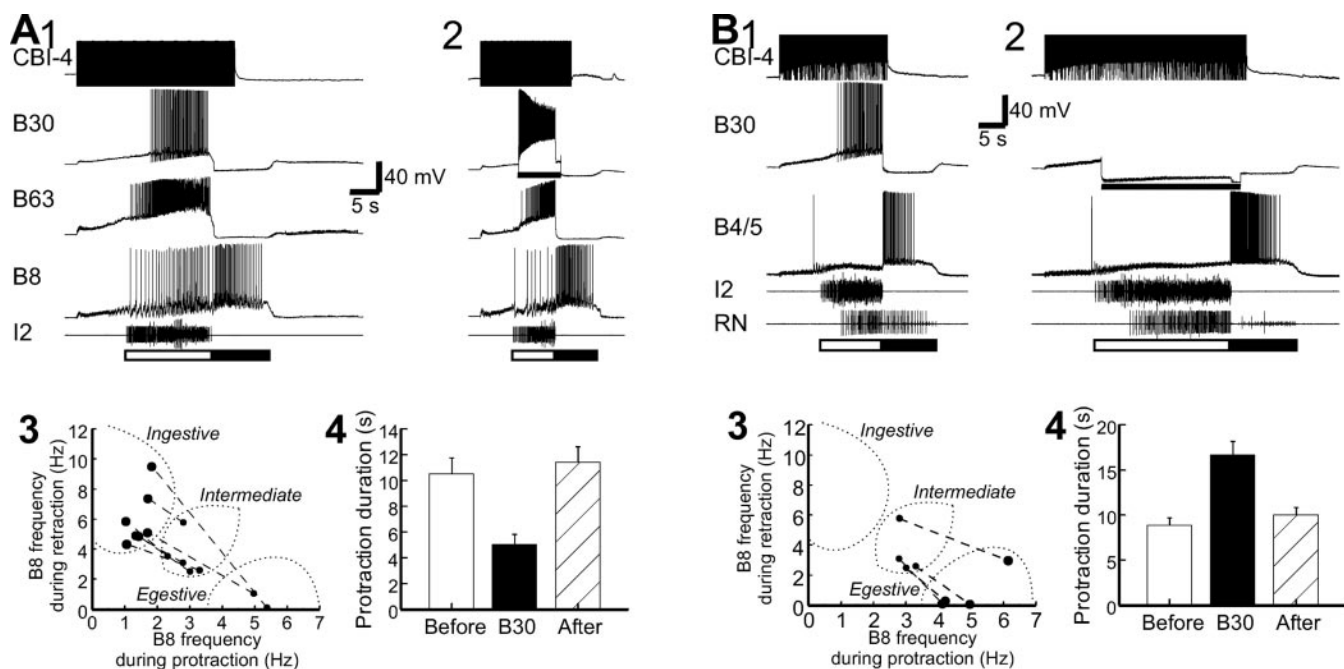 A1
2
CBI-4
B30
B63
B8
I2
40 mV
5 s
3
B8 frequency
during retraction (Hz)
12
10
8
6
4
2
0
Ingestive
Intermediate
Egestive
0 1 2 3 4 5 6 7
B8 frequency
during protraction (Hz)
4
Protraction duration (s)
14
12
10
8
6
4
2
0
Before B30 After
B1
2
CBI-4
B30
B4/5
I2
RN
40 mV
5 s
3
B8 frequency
during retraction (Hz)
12
10
8
6
4
2
0
Ingestive
Intermediate
Egestive
0 1 2 3 4 5 6 7
B8 frequency
during protraction (Hz)
4
Protraction duration (s)
20
15
10
5
0
Before B30 After